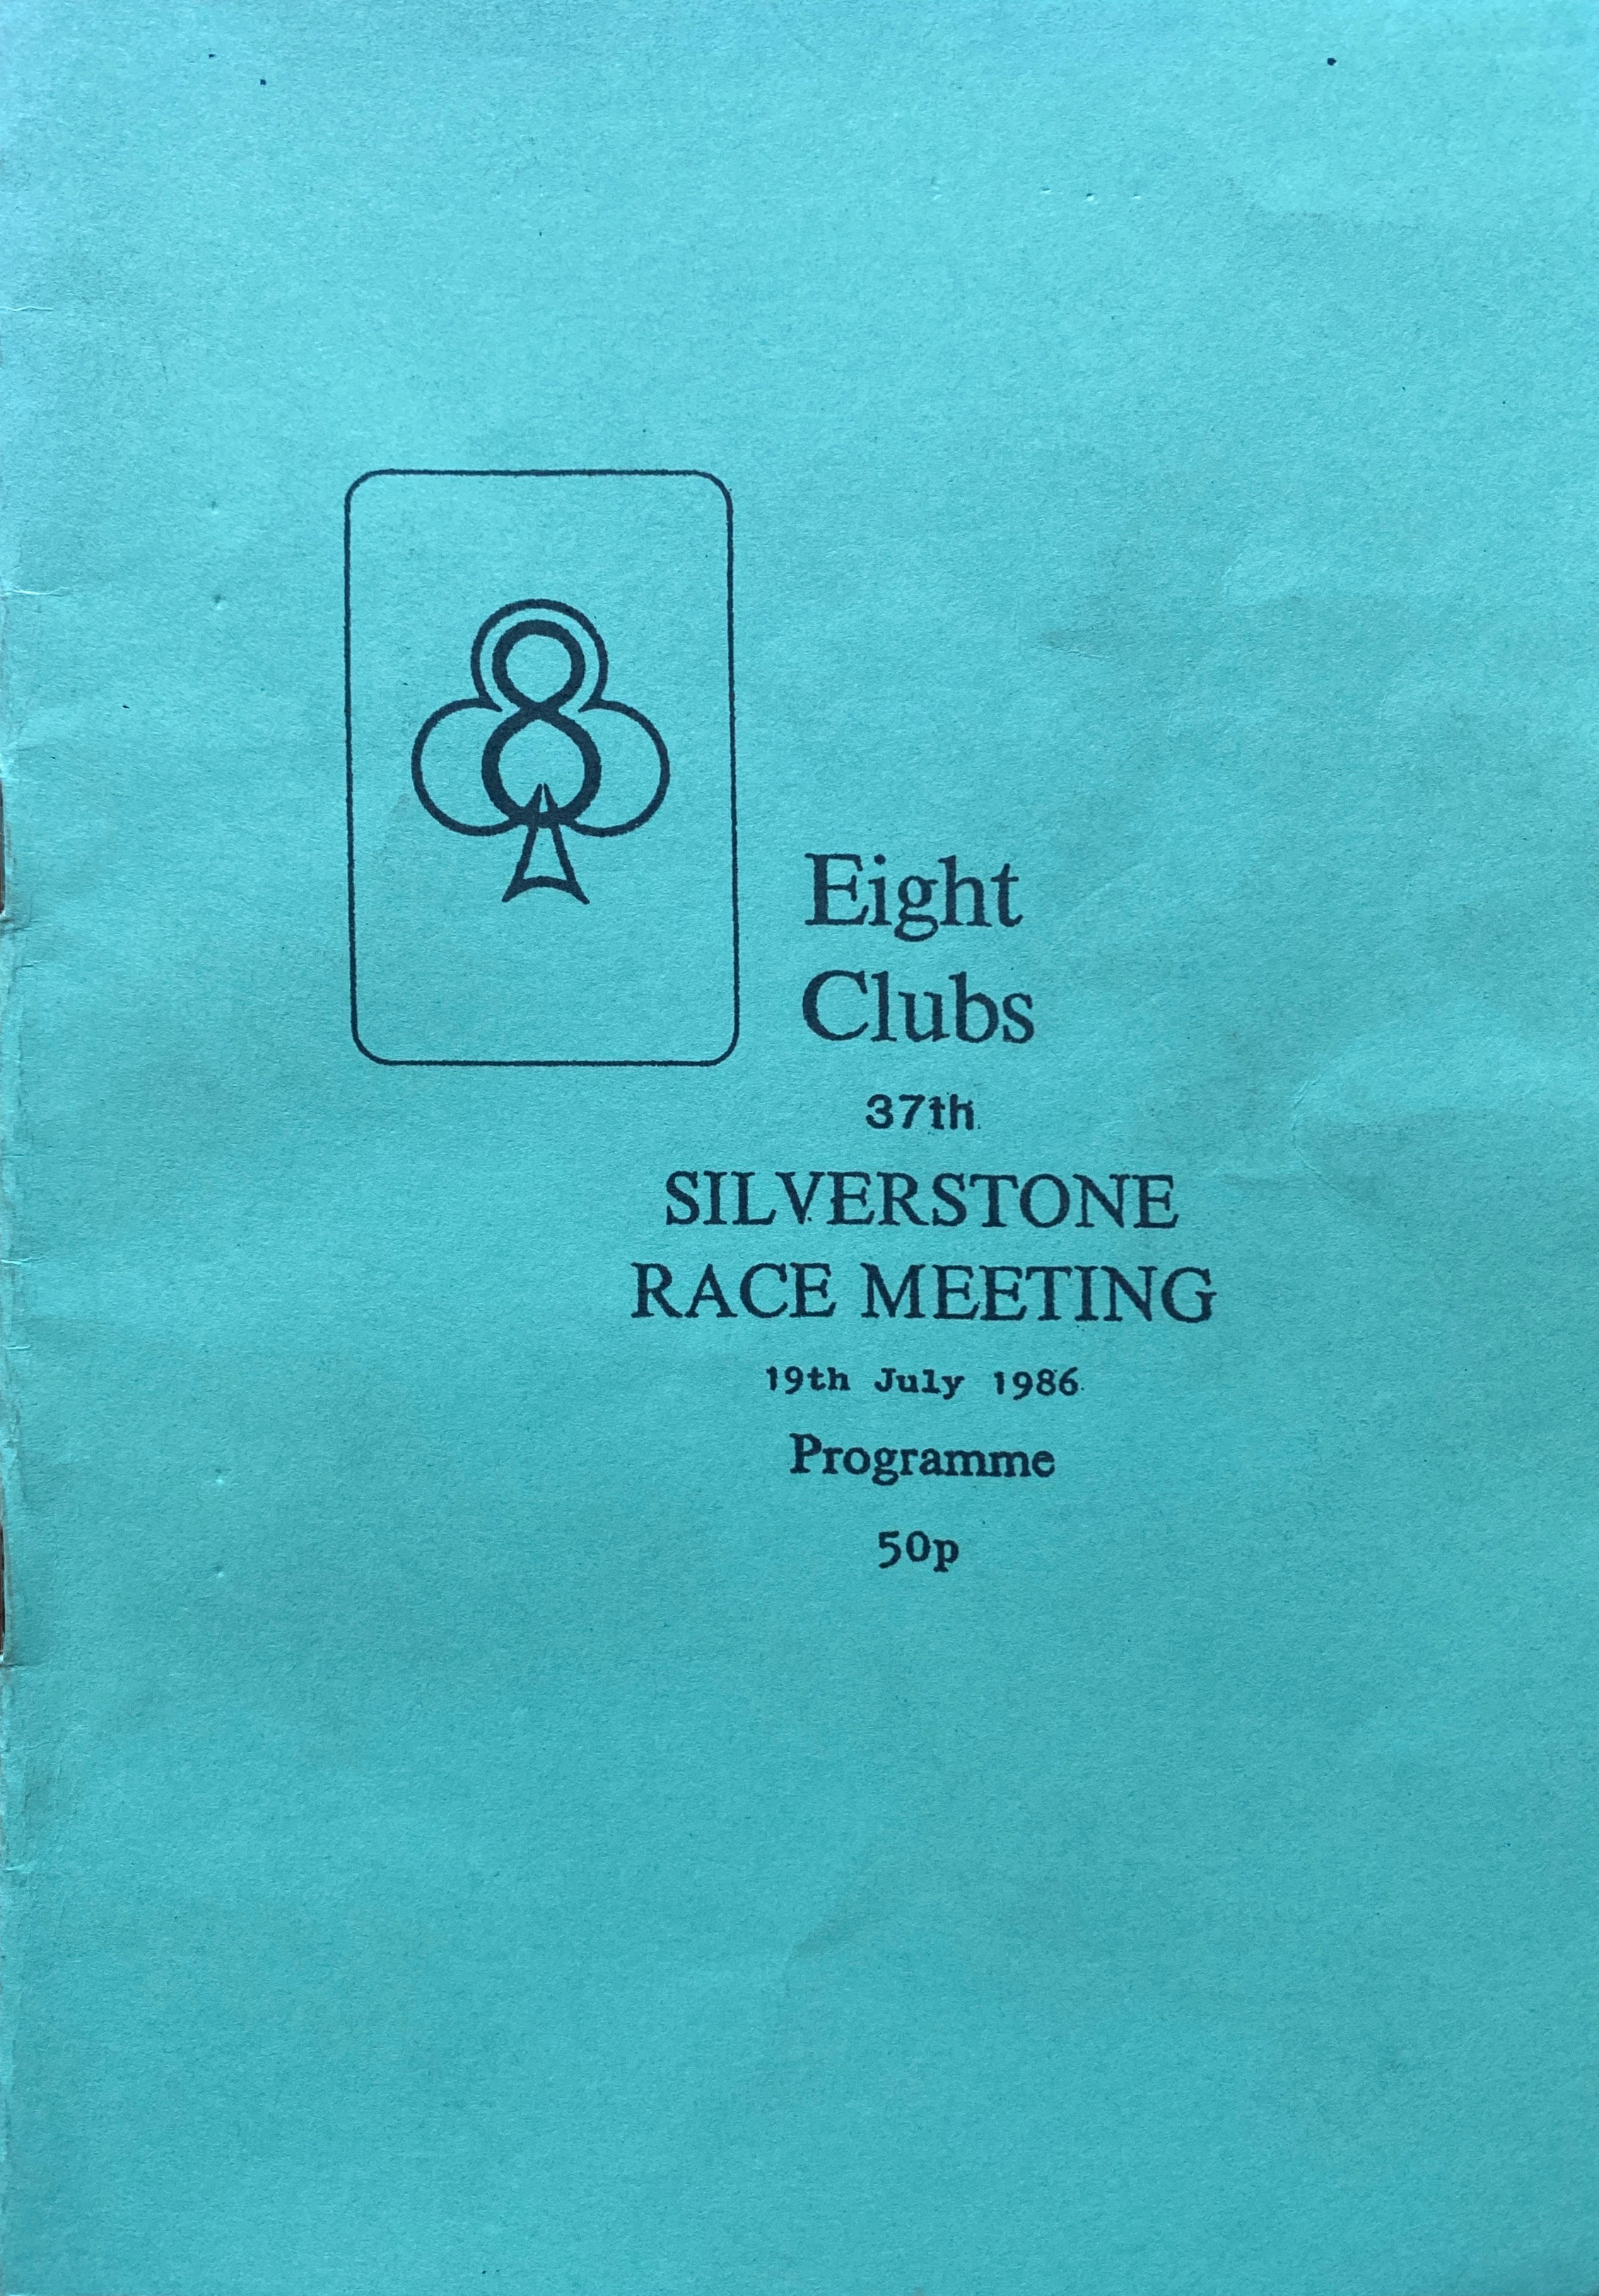 8
Eight
Clubs
37th
SILVERSTONE
RACE MEETING
19th July 1986
Programme
50p